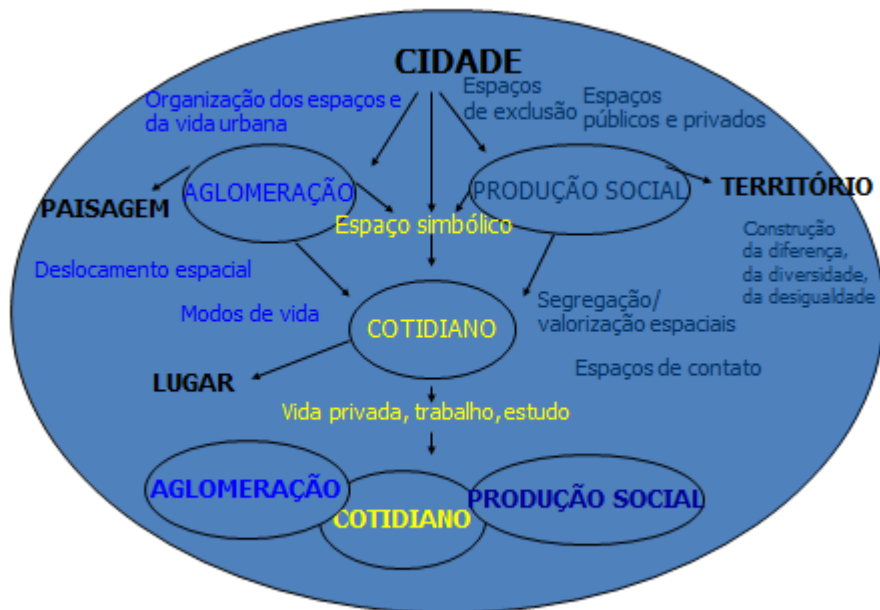 CIDADE
Organização dos espaços e
da vida urbana
Espaços
de exclusão
Espaços
públicos e privados
PAISAGEM
AGLOMERAÇÃO
PRODUÇÃO SOCIAL
TERRITÓRIO
Espaço simbólico
Construção
da diferença,
da diversidade,
da desigualdade
Deslocamento espacial
Modos de vida
COTIDIANO
Segregação/
valorização espaciais
Espaços de contato
LUGAR
Vida privada, trabalho, estudo
AGLOMERAÇÃO
COTIDIANO
PRODUÇÃO SOCIAL